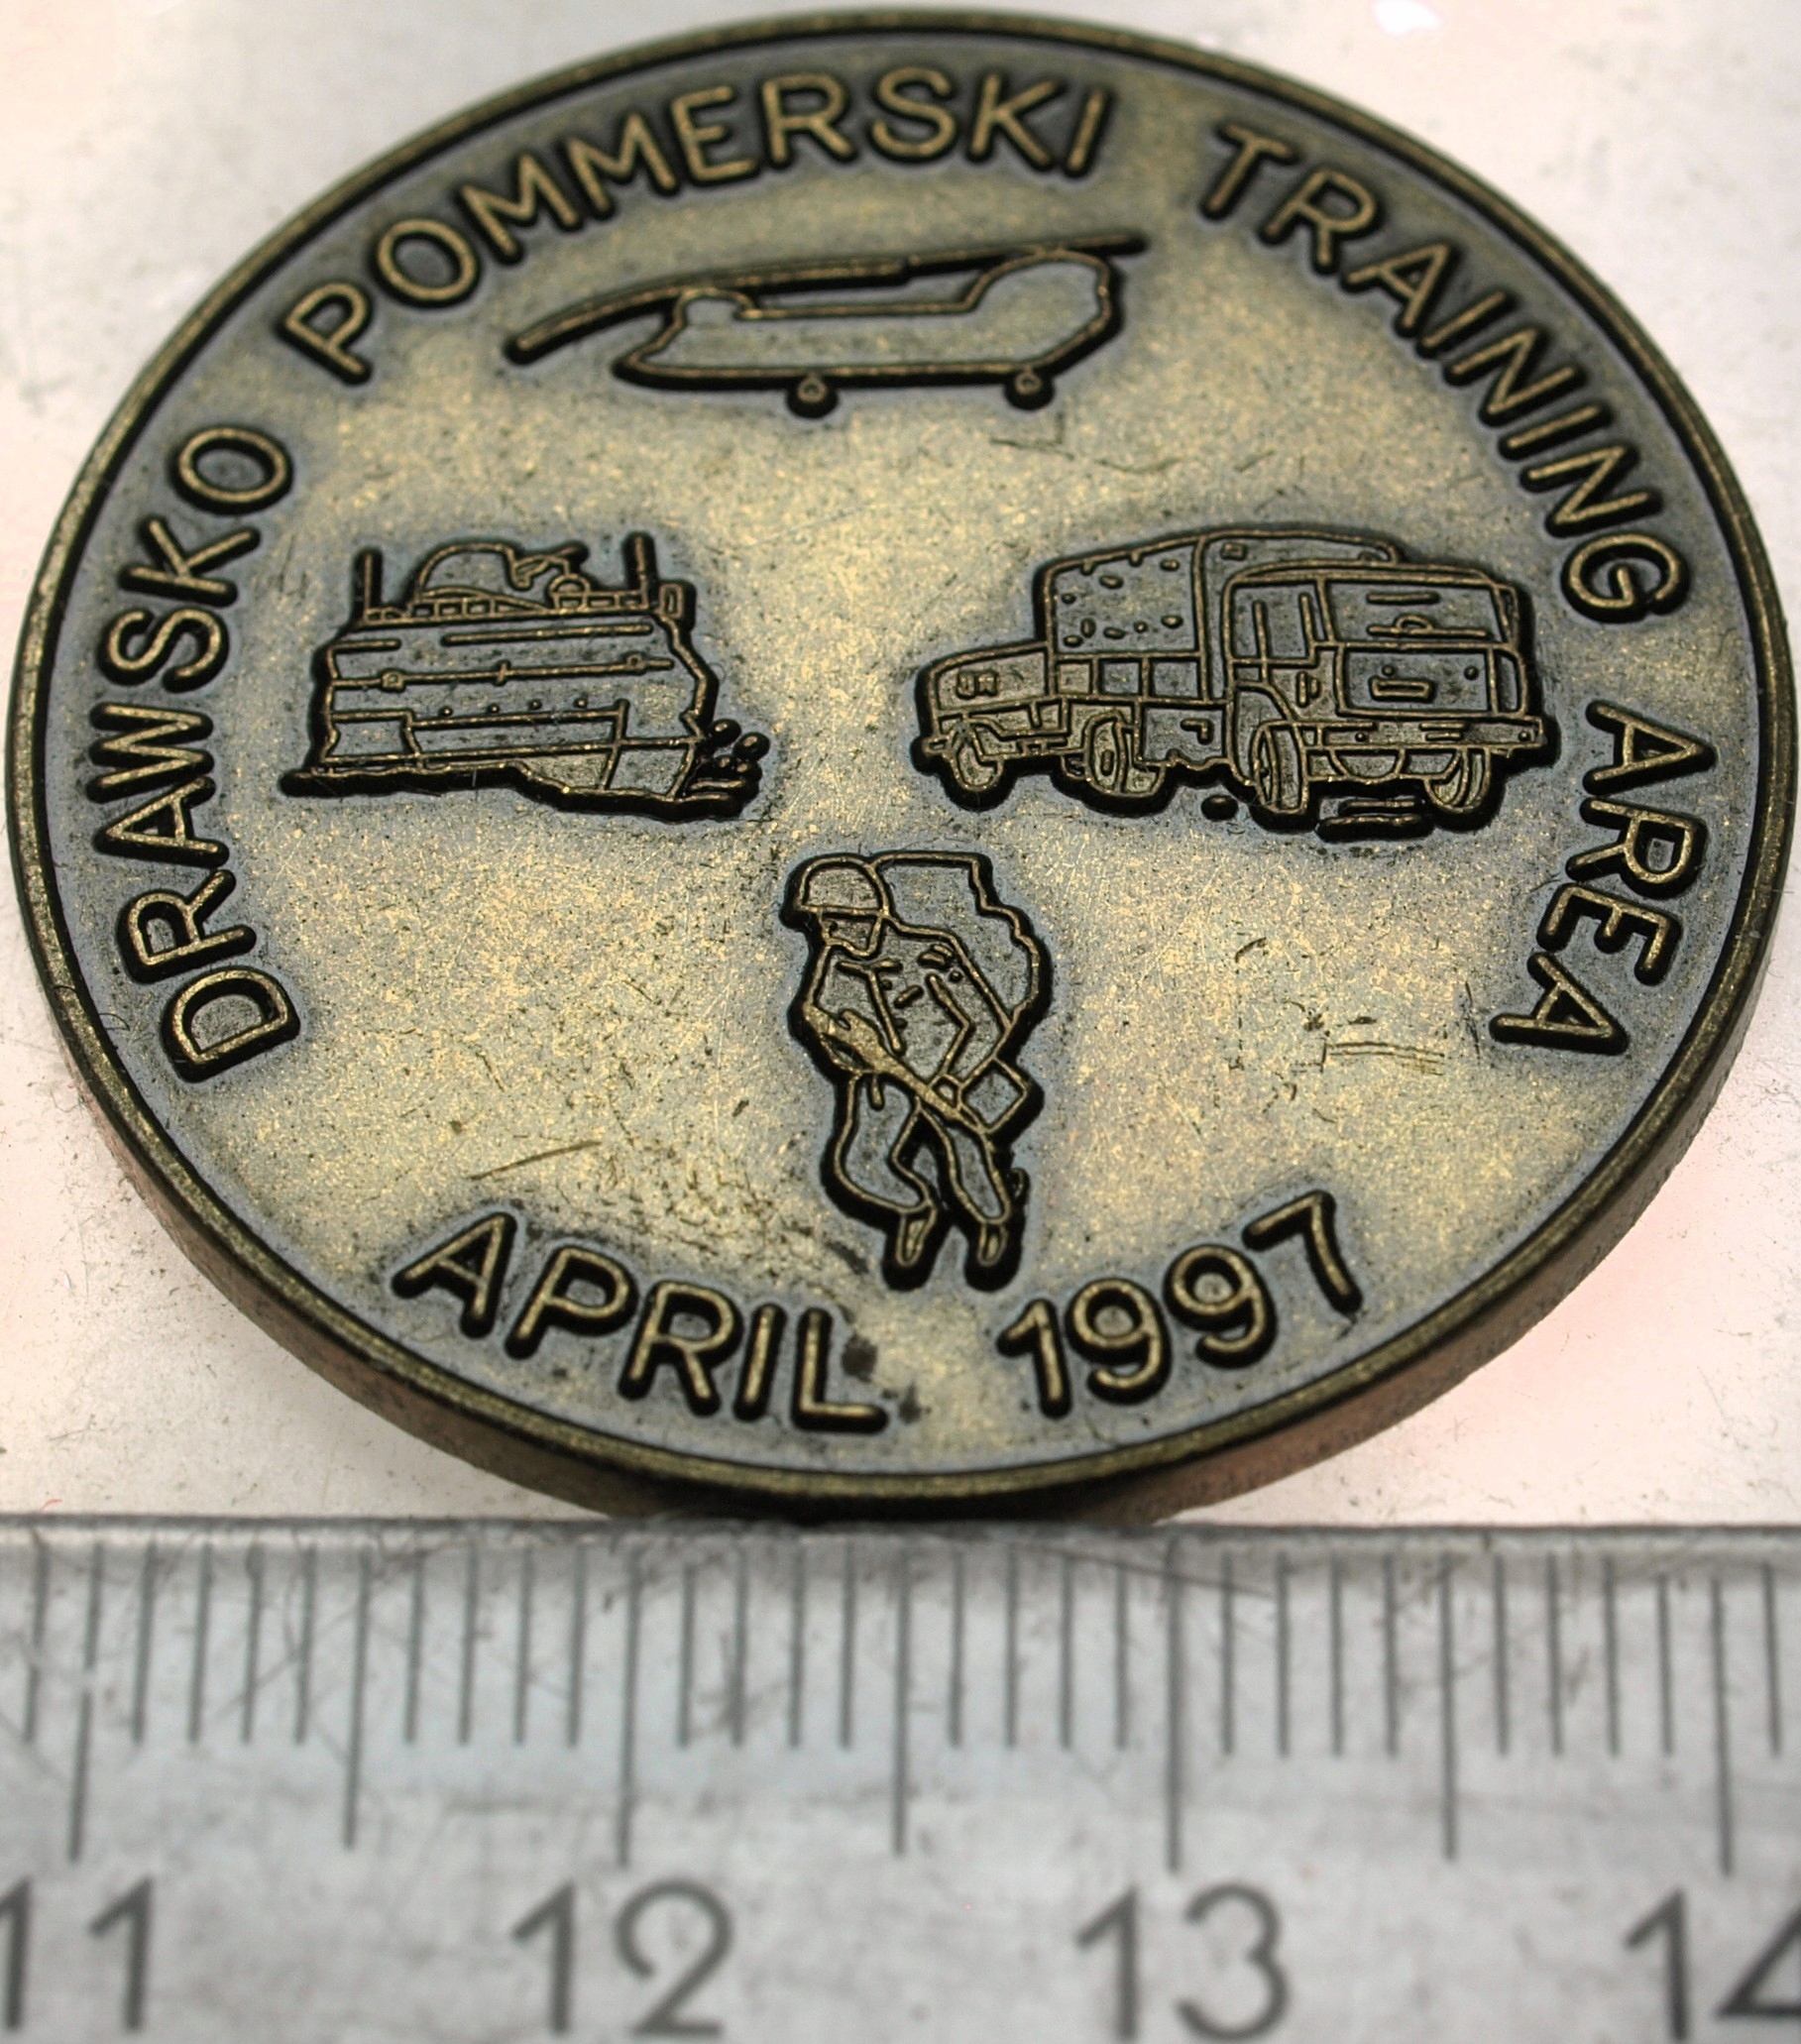 DRAWSKO POMMERSKI TRAINING AREA
APRIL 1997
11 12 13 14